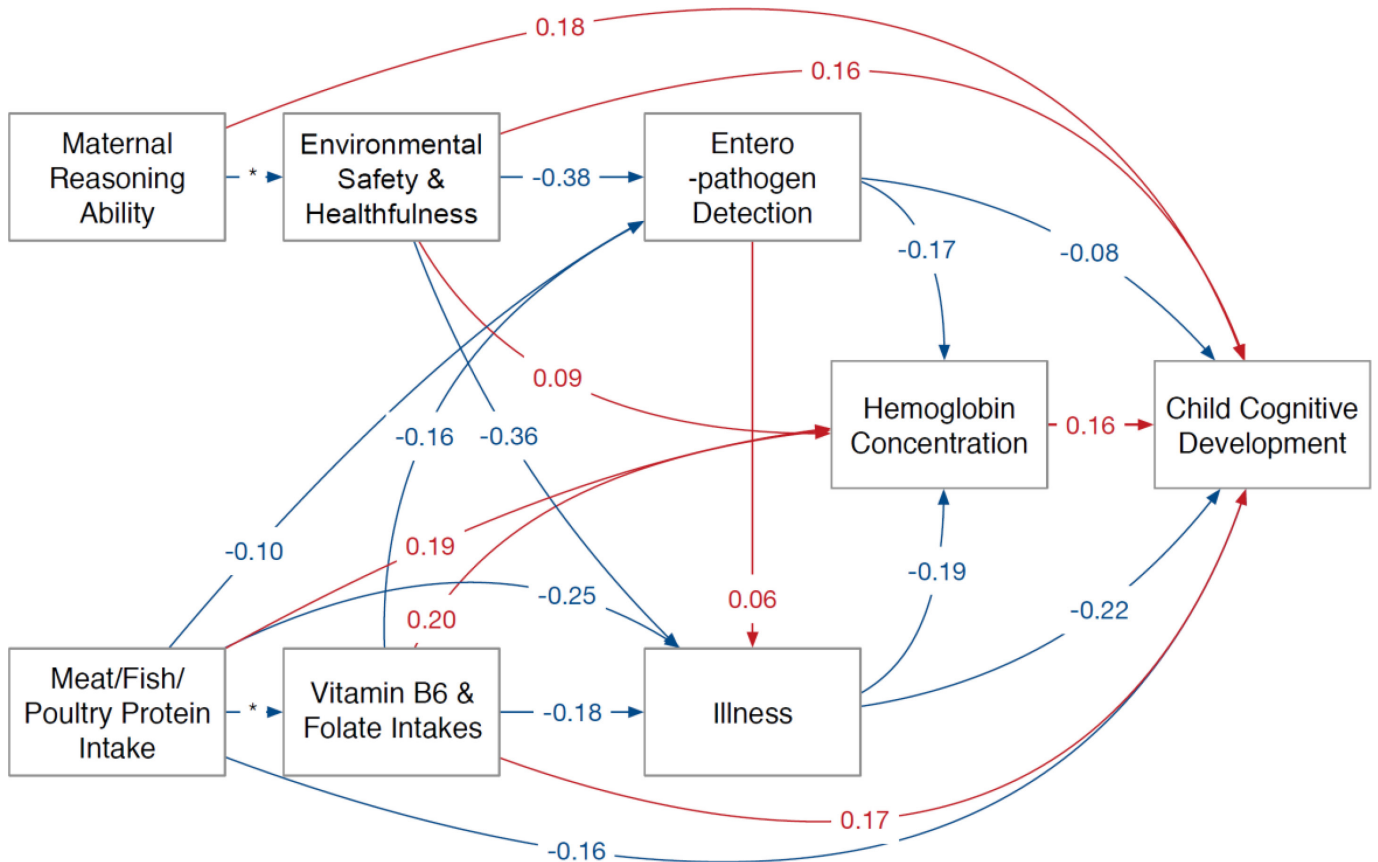 0.18
0.16
Maternal
Reasoning
Ability
*
Environmental
Safety &
Healthfulness
-0.38
Entero
-pathogen
Detection
-0.17
-0.08
0.09
Hemoglobin
Concentration
0.16
Child Cognitive
Development
-0.16
-0.36
-0.10
0.19
-0.25
0.20
0.06
-0.19
-0.22
Meat/Fish/
Poultry Protein
Intake
*
Vitamin B6 &
Folate Intakes
-0.18
Illness
0.17
-0.16